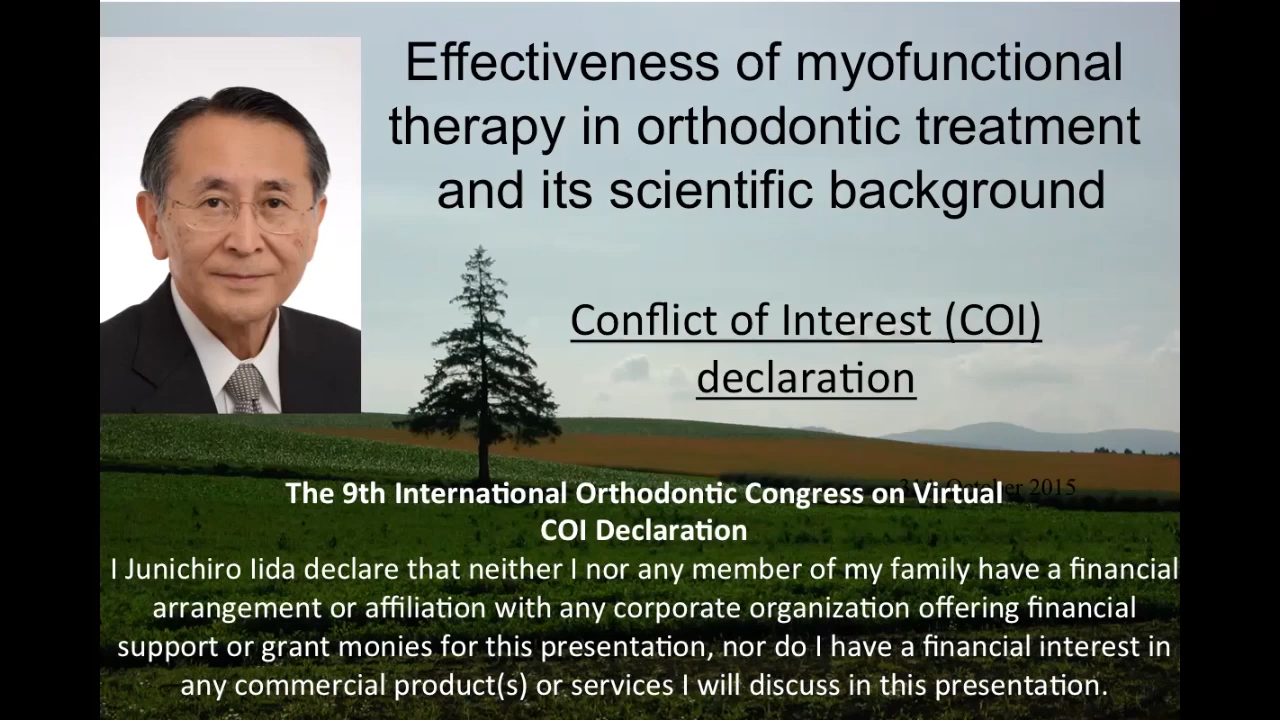 Effectiveness of myofunctional
therapy in orthodontic treatment
and its scientific background
Conflict of Interest (COI)
declaration
October 2015
The 9th International Orthodontic Congress on Virtual
COI Declaration
I Junichiro Iida declare that neither I nor any member of my family have a financial
arrangement or affiliation with any corporate organization offering financial
support or grant monies for this presentation, nor do I have a financial interest in
any commercial product(s) or services I will discuss in this presentation.